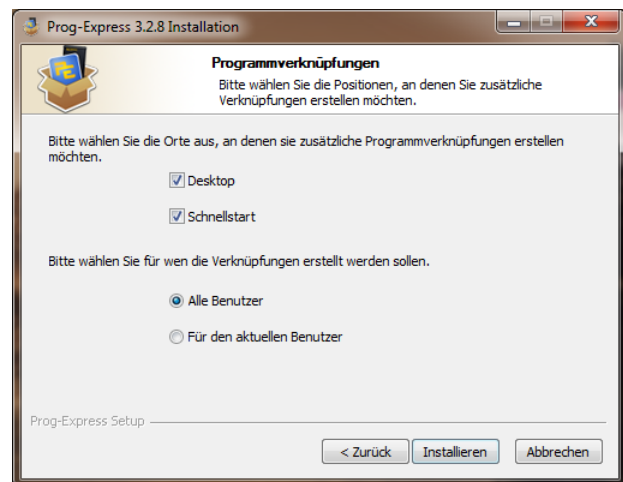 Prog-Express 3.2.8 Installation
Programmverknüpfungen
Bitte wählen Sie die Positionen, an denen Sie zusätzliche
Verknüpfungen erstellen möchten.
Bitte wählen Sie die Orte aus, an denen sie zusätzliche Programmverknüpfungen erstellen
möchten.
Desktop
Schnellstart
Bitte wählen Sie für wen die Verknüpfungen erstellt werden sollen.
Alle Benutzer
Für den aktuellen Benutzer
Prog-Express Setup
< Zurück Installieren Abbrechen